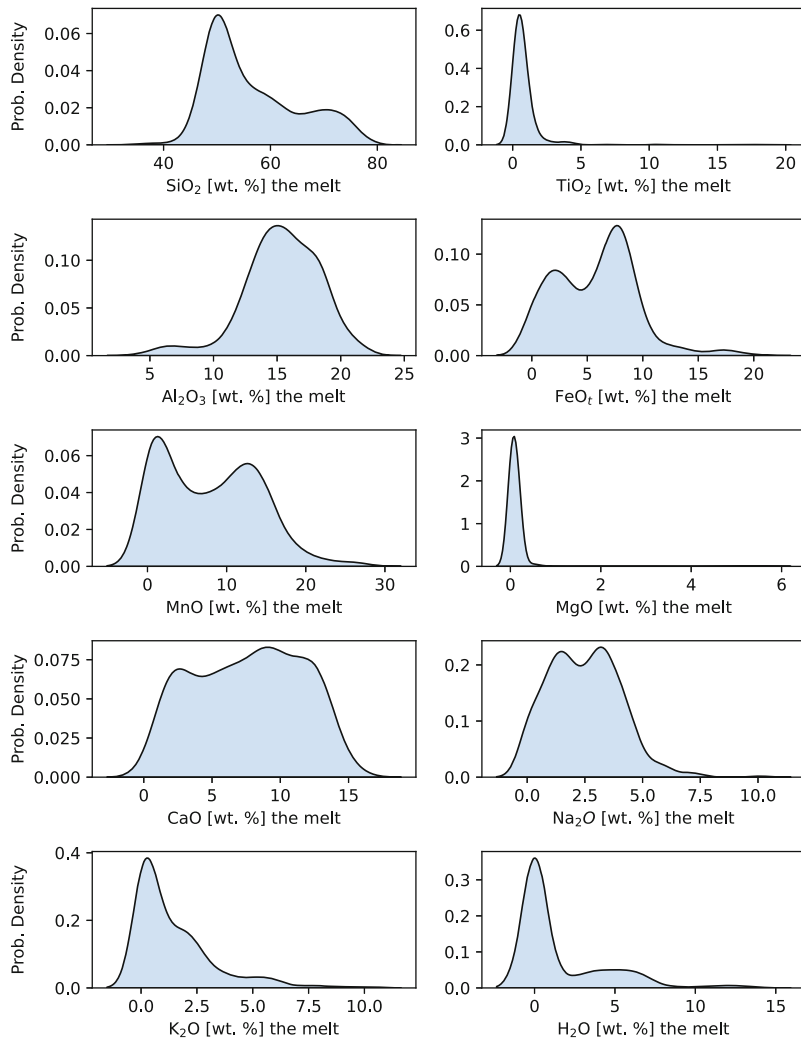 Prob. Density
0.06
0.04
0.02
0.00
40 60 80
SiO₂ [wt. %] the melt
0.6
0.4
0.2
0.0
0 5 10 15 20
TiO₂ [wt. %] the melt
Prob. Density
0.10
0.05
0.00
5 10 15 20 25
Al₂O₃ [wt. %] the melt
0.10
0.05
0.00
0 5 10 15 20
FeOₜ [wt. %] the melt
Prob. Density
0.06
0.04
0.02
0.00
0 10 20 30
MnO [wt. %] the melt
3
2
1
0
0 2 4 6
MgO [wt. %] the melt
Prob. Density
0.075
0.050
0.025
0.000
0 5 10 15
CaO [wt. %] the melt
0.2
0.1
0.0
0.0 2.5 5.0 7.5 10.0
Na₂O [wt. %] the melt
Prob. Density
0.4
0.2
0.0
0.0 2.5 5.0 7.5 10.0
K₂O [wt. %] the melt
0.3
0.2
0.1
0.0
0 5 10 15
H₂O [wt. %] the melt